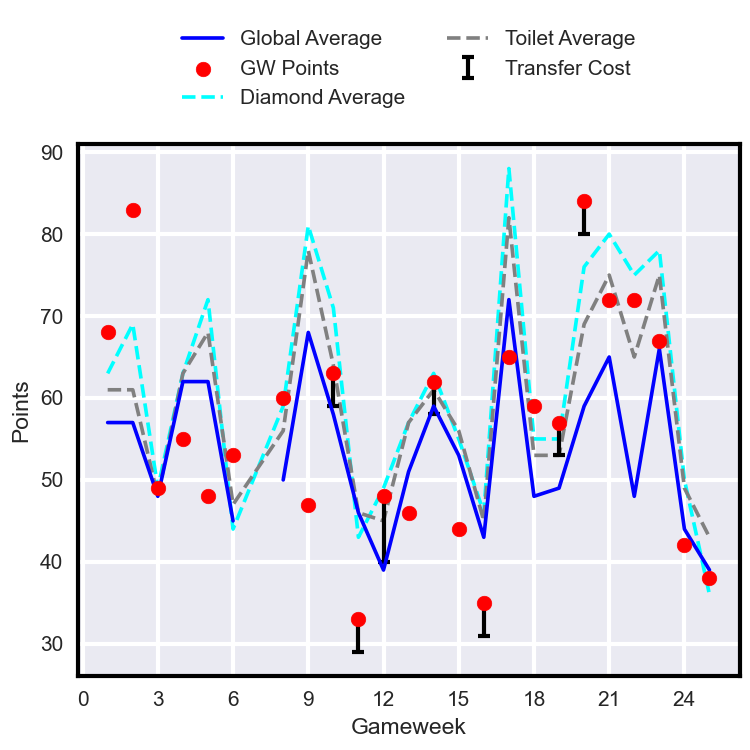 Global Average
GW Points
Diamond Average
Toilet Average
Transfer Cost
90
80
70
60
50
40
30
Points
0 3 6 9 12 15 18 21 24
Gameweek